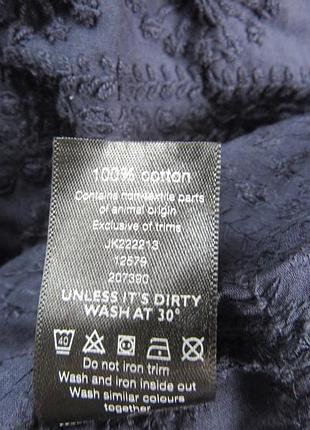 100% cotton
Contains non-textile parts
of animal origin
Exclusive of trims
JK222213
12579
207390
UNLESS IT'S DIRTY
WASH AT 30°
40
Do not iron trim
Wash and iron inside out
Wash similar colours
together